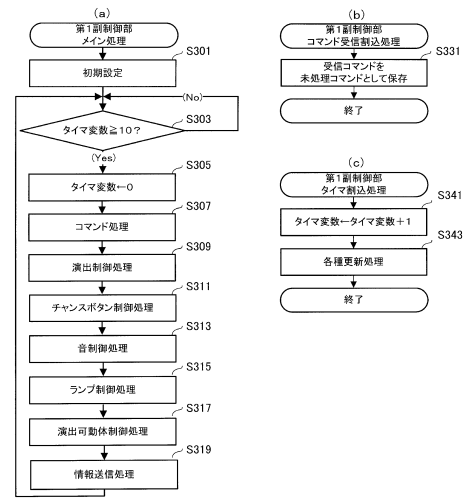 (a)
第1副制御部
メイン処理
S301
初期設定
(No)
S303
タイマ変数≧10?
(Yes)
S305
タイマ変数←0
S307
コマンド処理
S309
演出制御処理
S311
チャンスボタン制御処理
S313
音制御処理
S315
ランプ制御処理
S317
演出可動体制御処理
S319
情報送信処理
(b)
第1副制御部
コマンド受信割込処理
S331
受信コマンドを
未処理コマンドとして保存
終了
(c)
第1副制御部
タイマ割込処理
S341
タイマ変数←タイマ変数+1
S343
各種更新処理
終了